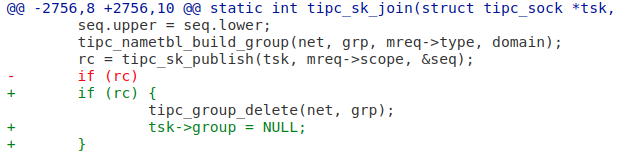 @@ -2756,8 +2756,10 @@ static int tipc_sk_join(struct tipc_sock *tsk,
        seq.upper = seq.lower;
        tipc_nametbl_build_group(net, grp, mreq->type, domain);
        rc = tipc_sk_publish(tsk, mreq->scope, &seq);
-       if (rc)
+       if (rc) {
                tipc_group_delete(net, grp);
+               tsk->group = NULL;
+       }